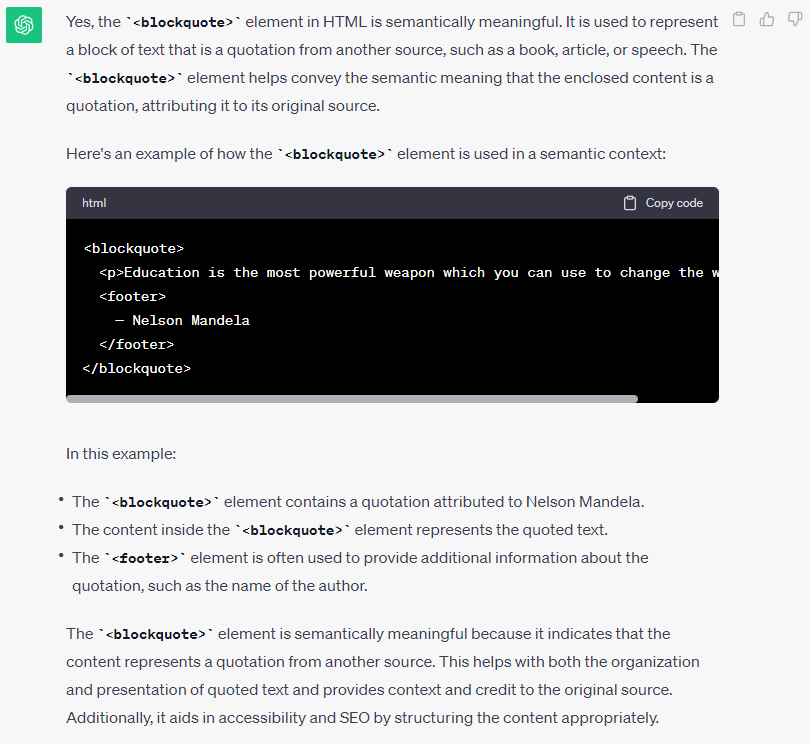 Yes, the `<blockquote>` element in HTML is semantically meaningful. It is used to represent
a block of text that is a quotation from another source, such as a book, article, or speech. The
`<blockquote>` element helps convey the semantic meaning that the enclosed content is a
quotation, attributing it to its original source.
Here's an example of how the `<blockquote>` element is used in a semantic context:
html Copy code
<blockquote>
  <p>Education is the most powerful weapon which you can use to change the
  <footer>
    — Nelson Mandela
  </footer>
</blockquote>
In this example:
• The `<blockquote>` element contains a quotation attributed to Nelson Mandela.
• The content inside the `<blockquote>` element represents the quoted text.
• The `<footer>` element is often used to provide additional information about the
quotation, such as the name of the author.
The `<blockquote>` element is semantically meaningful because it indicates that the
content represents a quotation from another source. This helps with both the organization
and presentation of quoted text and provides context and credit to the original source.
Additionally, it aids in accessibility and SEO by structuring the content appropriately.